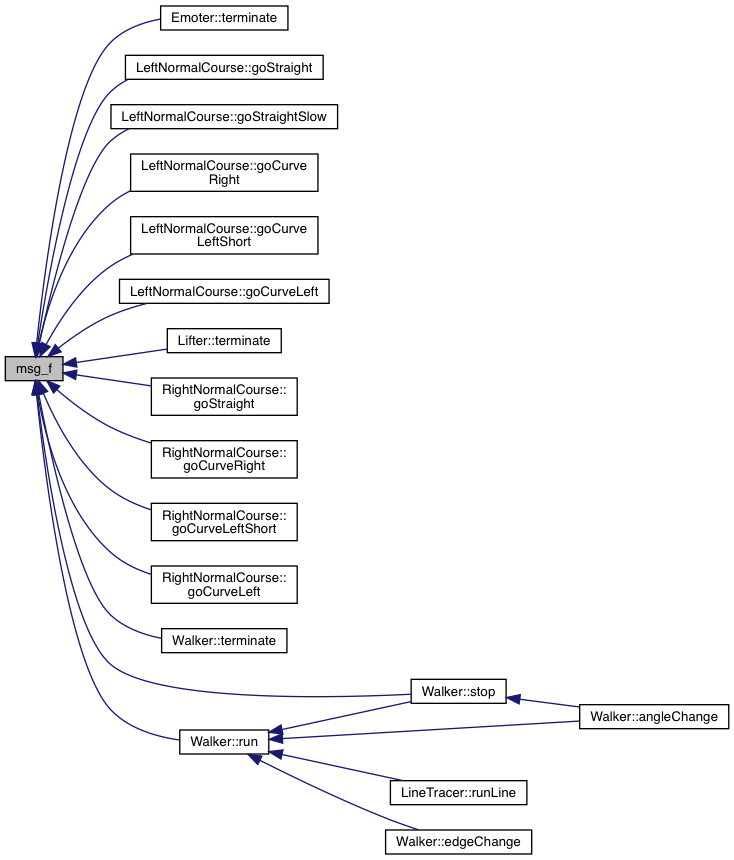 Emoter::terminate
LeftNormalCourse::goStraight
LeftNormalCourse::goStraightSlow
LeftNormalCourse::goCurve
Right
LeftNormalCourse::goCurve
LeftShort
LeftNormalCourse::goCurveLeft
Lifter::terminate
msg_f
RightNormalCourse::
goStraight
RightNormalCourse::
goCurveRight
RightNormalCourse::
goCurveLeftShort
RightNormalCourse::
goCurveLeft
Walker::terminate
Walker::stop
Walker::angleChange
Walker::run
LineTracer::runLine
Walker::edgeChange